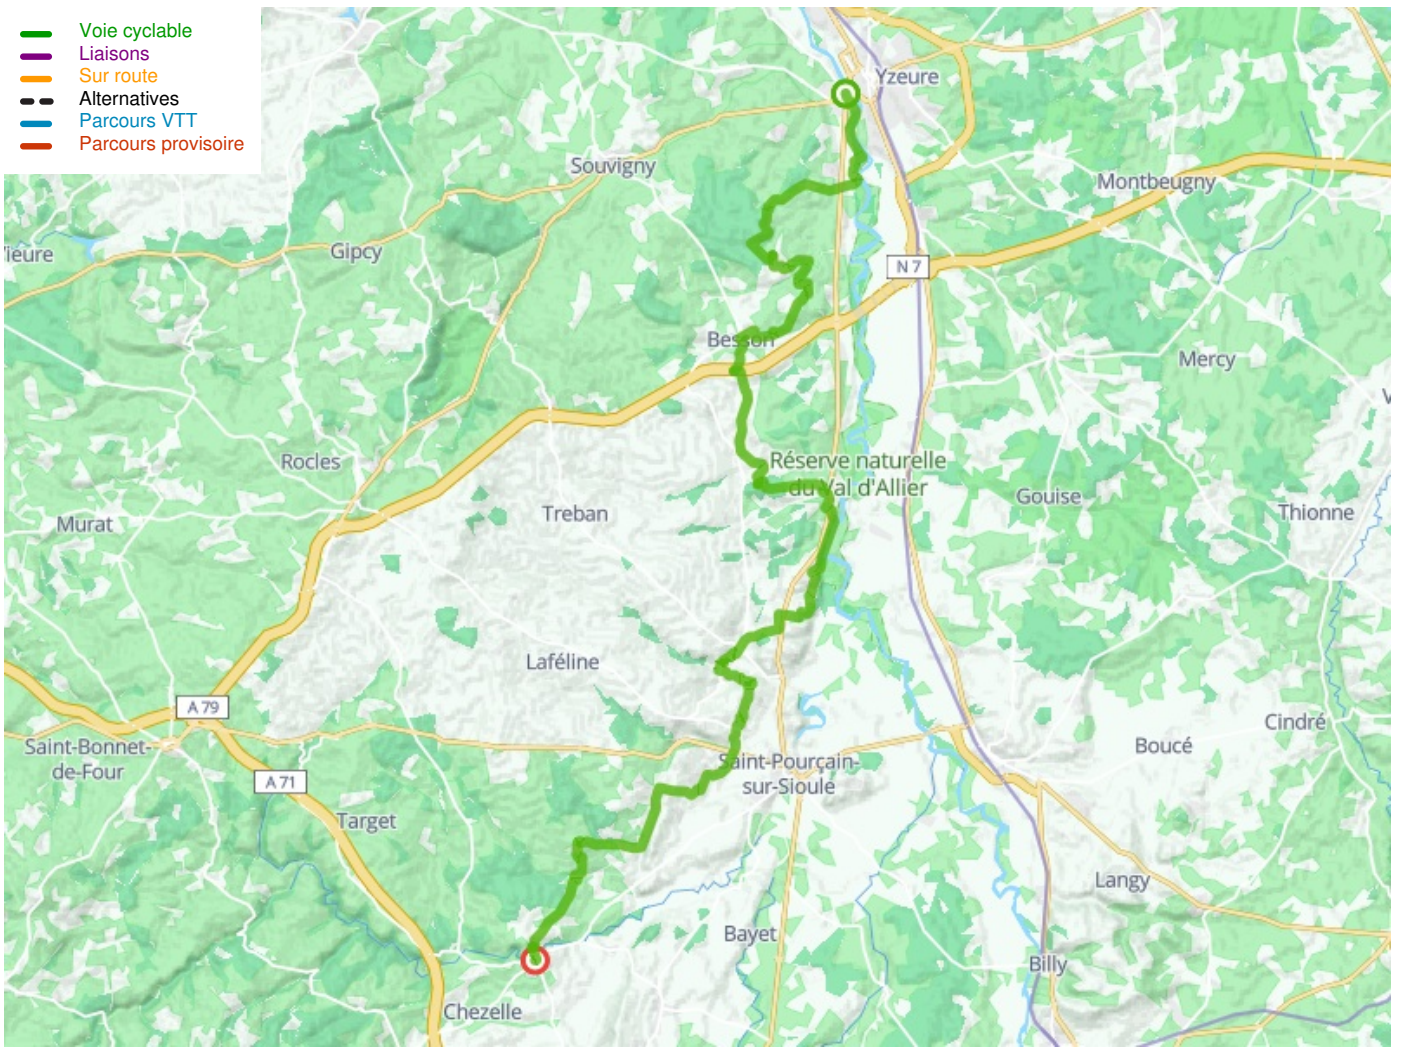 Voie cyclable
Liaisons
Sur route
Alternatives
Parcours VTT
Parcours provisoire
Yzeure
Souvigny
Montbeugny
Gipcy
ieure
N 7
Besson
Mercy
Rocles
Réserve naturelle
du Val d'Allier
Gouise
Treban
Thionne
Murat
Laféline
A 79
Cindré
Boucé
Saint-Bonnet-
de-Four
Saint-Pourçain-
sur-Sioule
A 71
Target
Langy
Bayet
Billy
Chezelle